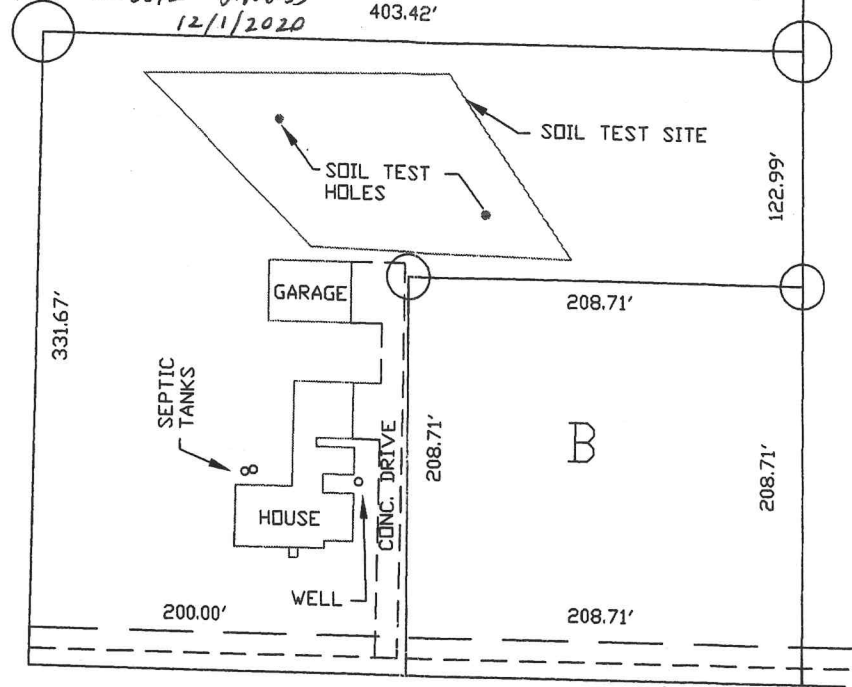 12/1/2020
403.42'
SOIL TEST SITE
SOIL TEST
HOLES
122.99'
GARAGE
208.71'
331.67'
SEPTIC
TANKS
CONC. DRIVE
208.71'
B
208.71'
HOUSE
WELL
200.00'
208.71'